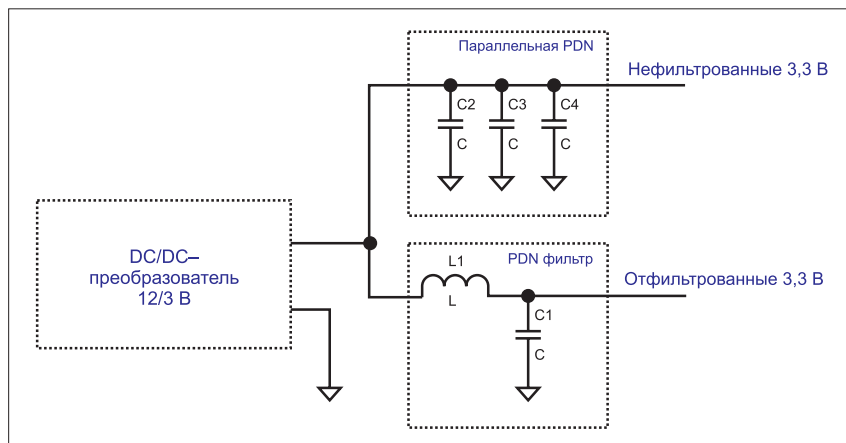 Параллельная PDN
Нефильтрованные 3,3 В
C2
C3
C4
C
C
C
DC/DC–
преобразователь
12/3 В
L1
L
PDN фильтр
Отфильтрованные 3,3 В
C1
C